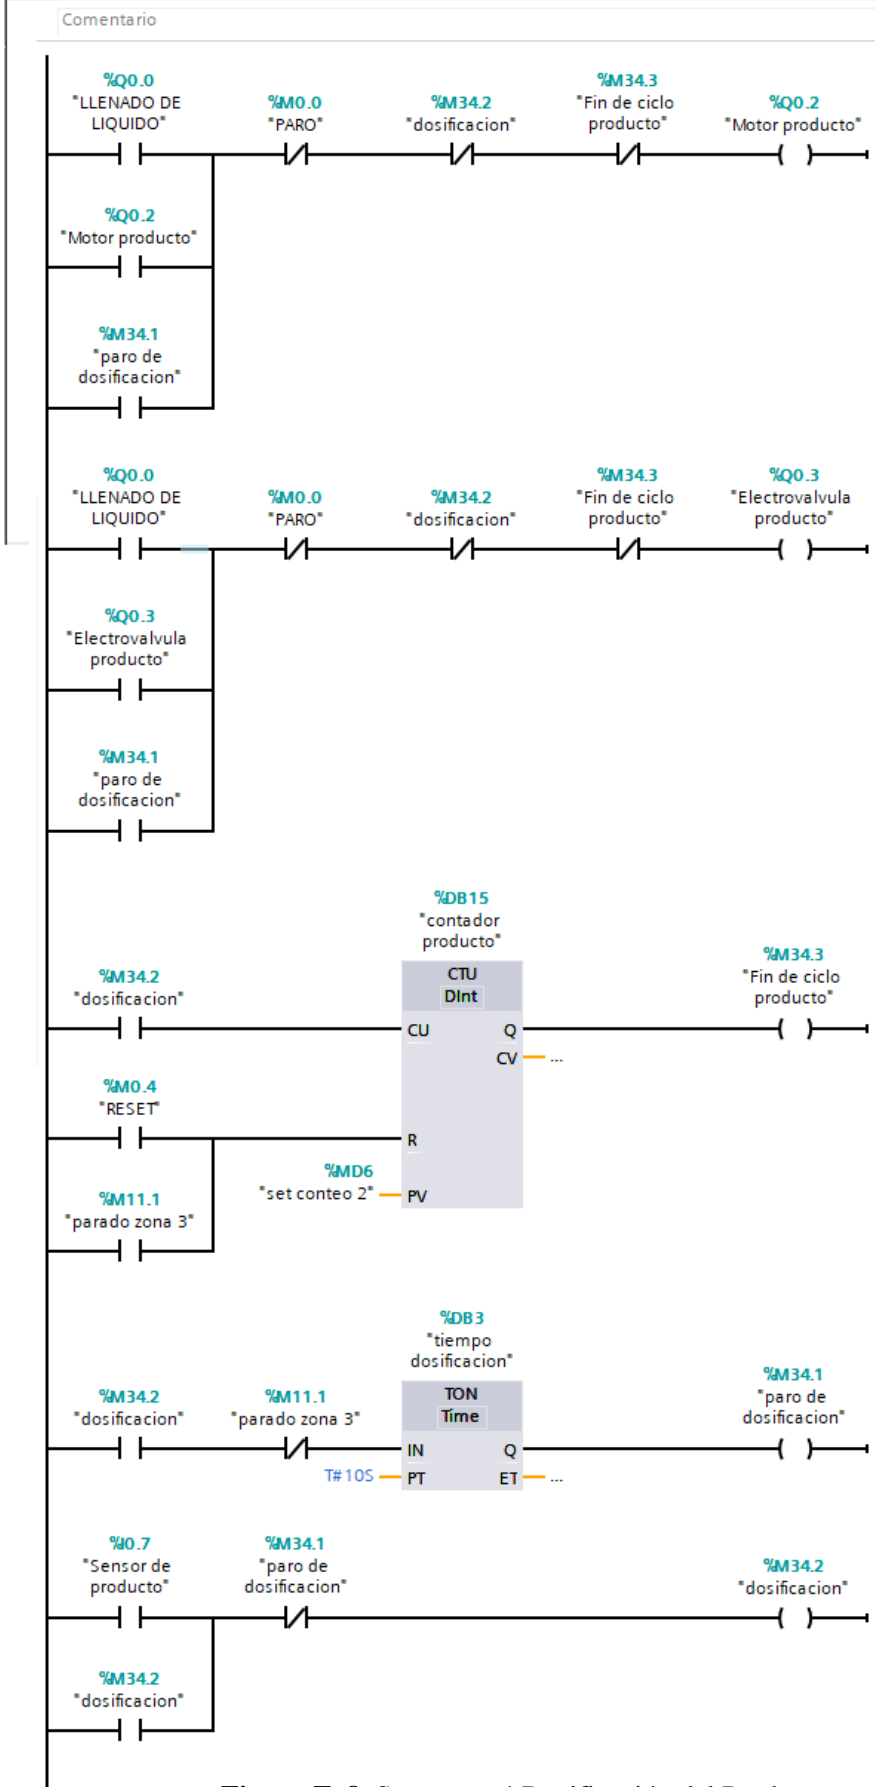 Comentario
%Q0.0
"LLENADO DE
LIQUIDO"
%M0.0
"PARO"
%M34.2
"dosificacion"
%M34.3
"Fin de ciclo
producto"
%Q0.2
"Motor producto"
%Q0.2
"Motor producto"
%M34.1
"paro de
dosificacion"
%Q0.0
"LLENADO DE
LIQUIDO"
%M0.0
"PARO"
%M34.2
"dosificacion"
%M34.3
"Fin de ciclo
producto"
%Q0.3
"Electrovalvula
producto"
%Q0.3
"Electrovalvula
producto"
%M34.1
"paro de
dosificacion"
%DB15
"contador
producto"
CTU
DInt
%M34.2
"dosificacion"
CU
Q
CV
...
%M34.3
"Fin de ciclo
producto"
%M0.4
"RESET"
R
%M11.1
"parado zona 3"
%MD6
"set conteo 2"
PV
%DB3
"tiempo
dosificacion"
TON
Time
%M34.2
"dosificacion"
%M11.1
"parado zona 3"
IN
Q
T#10S
PT
ET
...
%M34.1
"paro de
dosificacion"
%I0.7
"Sensor de
producto"
%M34.1
"paro de
dosificacion"
%M34.2
"dosificacion"
%M34.2
"dosificacion"